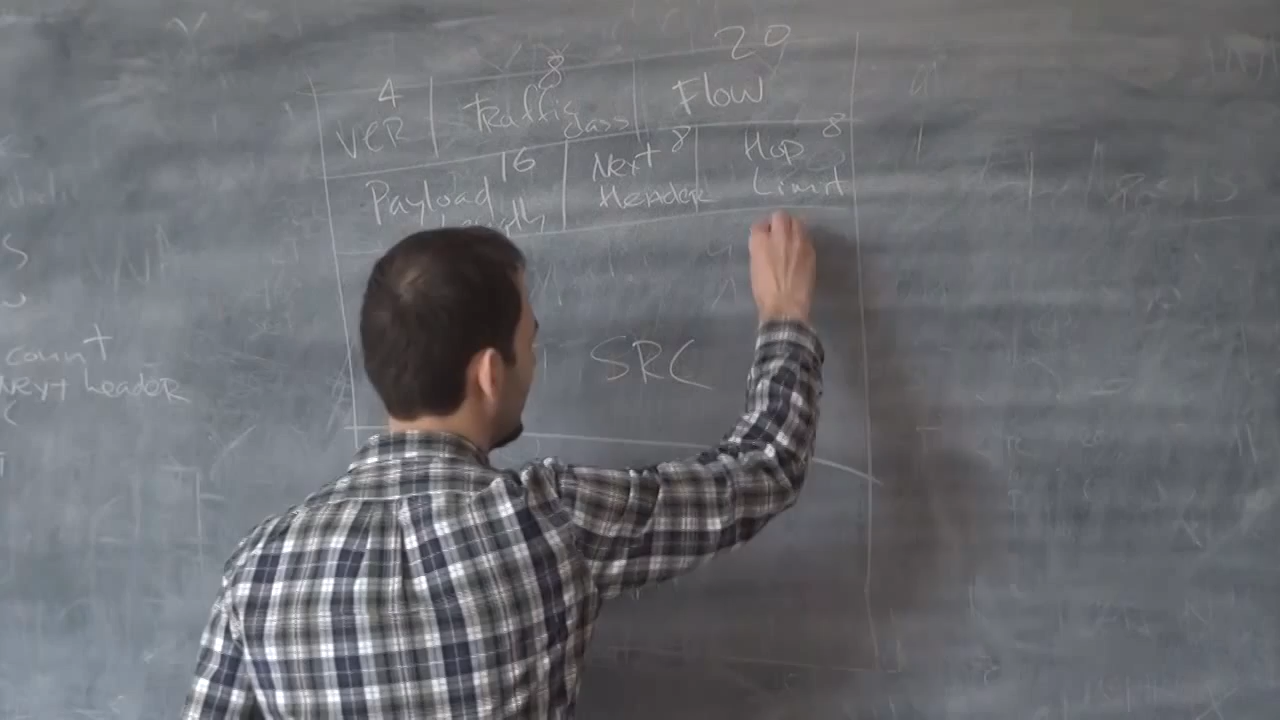 4 8 20
VER Traffic class Flow
16 8 8
Payload Length Next Header Hop Limit
SRC
count
Next header